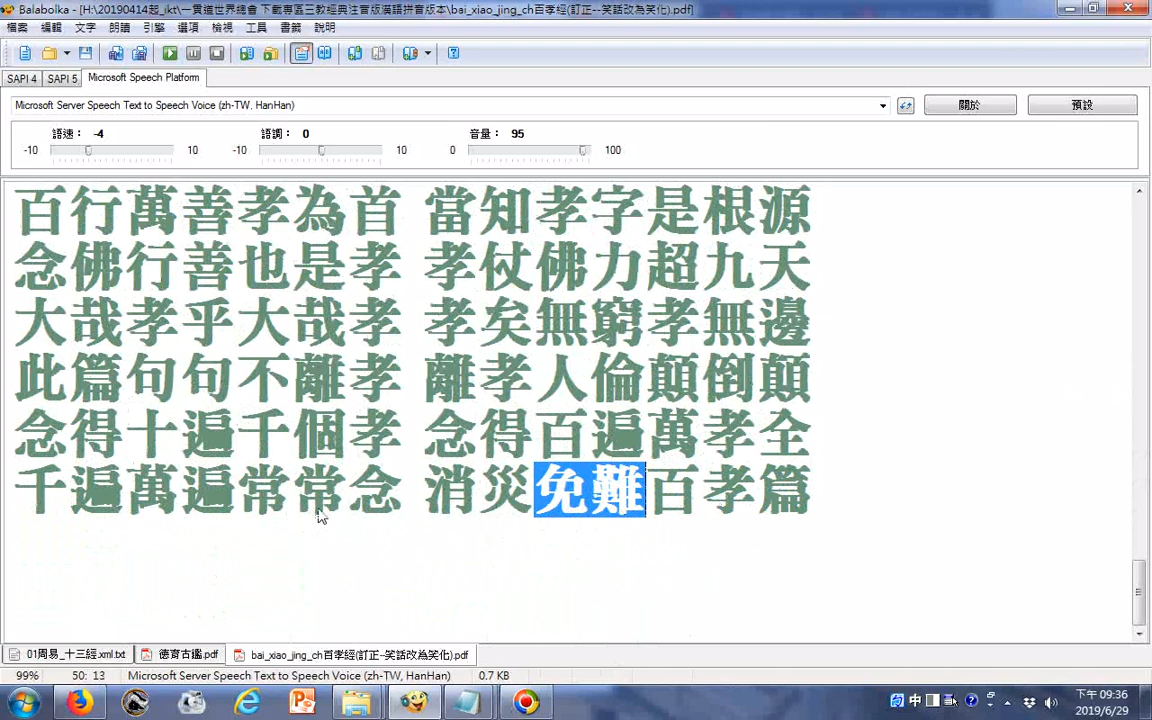 Balabolka - [H:\20190414起_ikt\一貫道世界總會 下載專區三教經典注音版漢語拼音版本\bai_xiao_jing_ch百孝經(訂正--笑話改為笑化).pdf]
檔案 編輯 文字 朗讀 引擎 選項 檢視 工具 書籤 說明
SAPI 4 SAPI 5 Microsoft Speech Platform
Microsoft Server Speech Text to Speech Voice (zh-TW, HanHan) 關於 預設
語速： -4 語調： 0 音量： 95
-10 10 -10 10 0 100
百行萬善孝為首 當知孝字是根源
念佛行善也是孝 孝仗佛力超九天
大哉孝乎大哉孝 孝矣無窮孝無邊
此篇句句不離孝 離孝人倫顛倒顛
念得十遍千個孝 念得百遍萬孝全
千遍萬遍常常念 消災免難百孝篇
01周易_十三經.xml.txt 德育古鑑.pdf bai_xiao_jing_ch百孝經(訂正--笑話改為笑化).pdf
99% 50: 13 Microsoft Server Speech Text to Speech Voice (zh-TW, HanHan) 0.7 KB
中 下午 09:36
2019/6/29